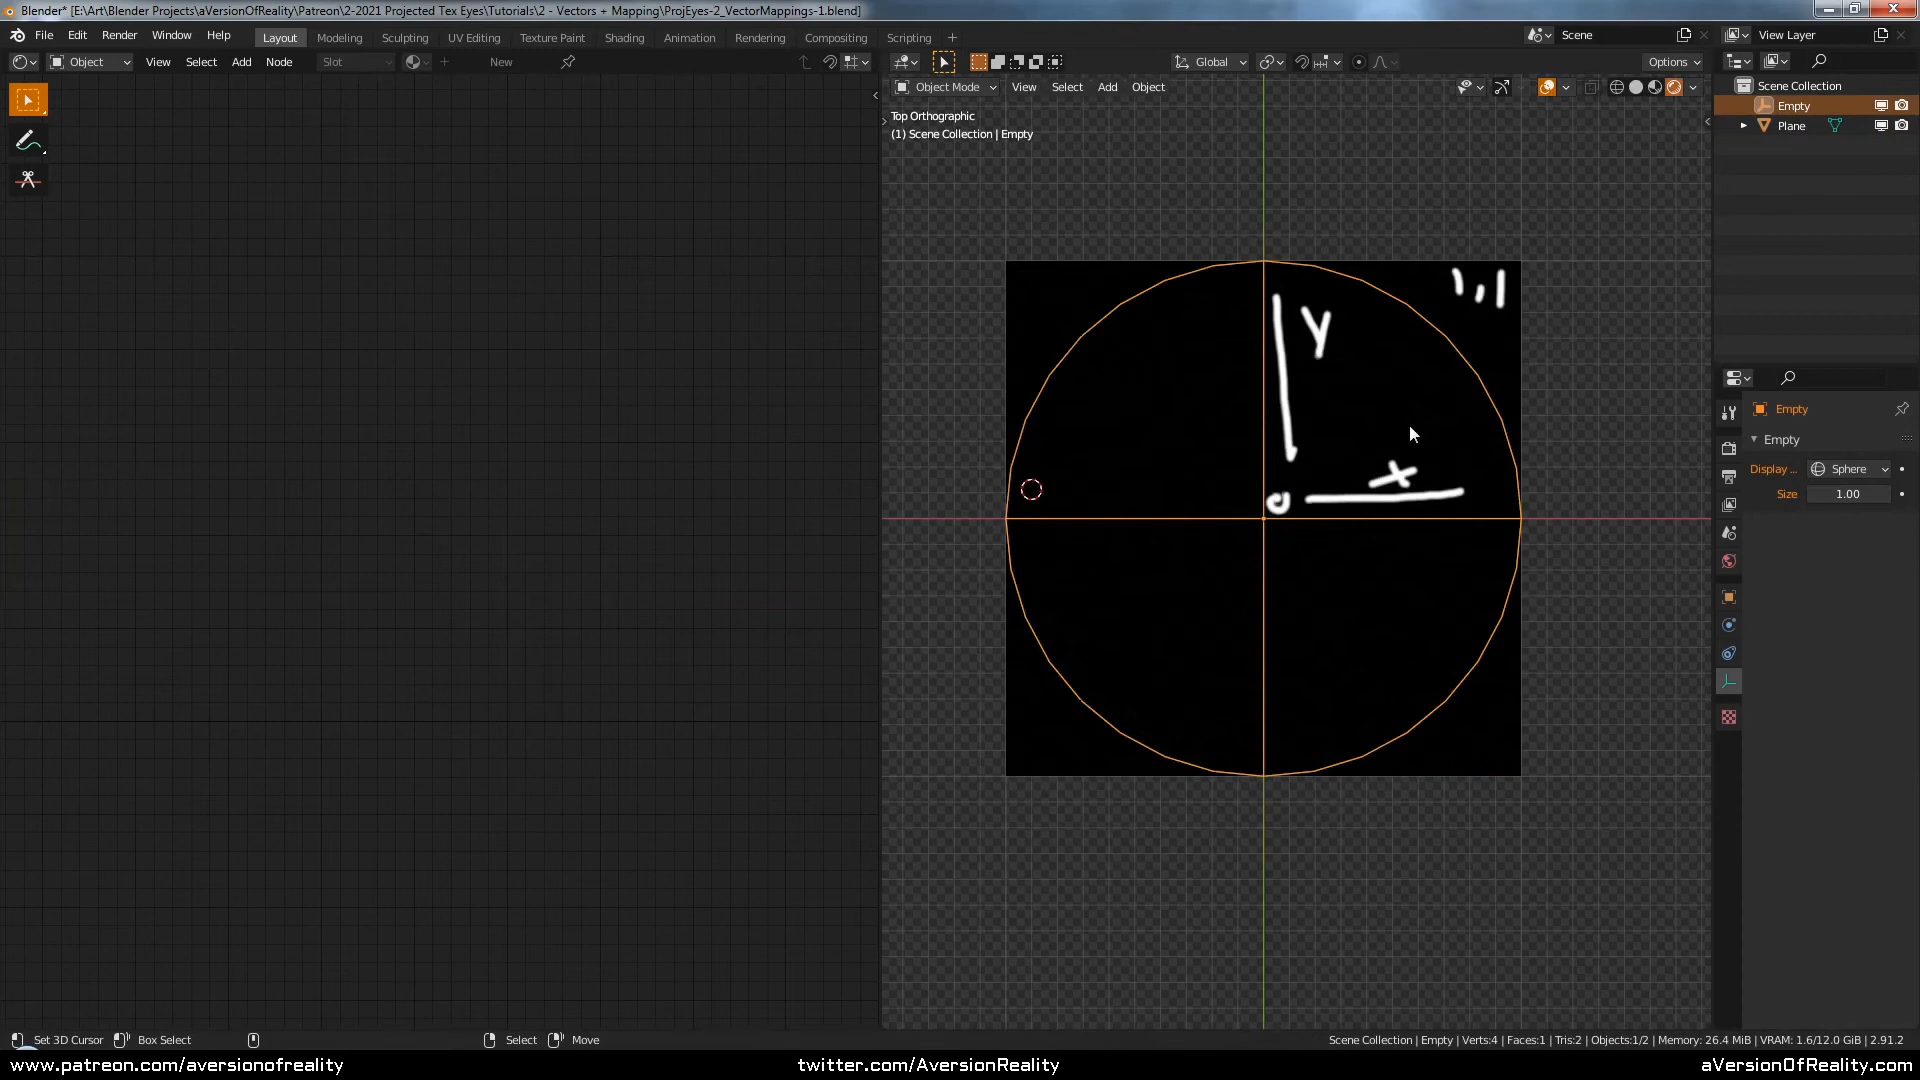 Blender* [E:\Art\Blender Projects\aVersionOfReality\Patreon\2-2021 Projected Tex Eyes\Tutorials\2 - Vectors + Mapping\ProjEyes-2_VectorMappings-1.blend]
File Edit Render Window Help Layout Modeling Sculpting UV Editing Texture Paint Shading Animation Rendering Compositing Scripting + Scene View Layer
Object View Select Add Node Slot New Global Options
Object Mode View Select Add Object
Scene Collection
Empty
Plane
Top Orthographic
(1) Scene Collection | Empty
1,1
Y
x
0
Empty
Empty
Display ... Sphere
Size 1.00
Set 3D Cursor Box Select Select Move Scene Collection | Empty | Verts:4 | Faces:1 | Tris:2 | Objects:1/2 | Memory: 26.4 MiB | VRAM: 1.6/12.0 GiB | 2.91.2
www.patreon.com/aversionofreality twitter.com/AversionReality aVersionOfReality.com